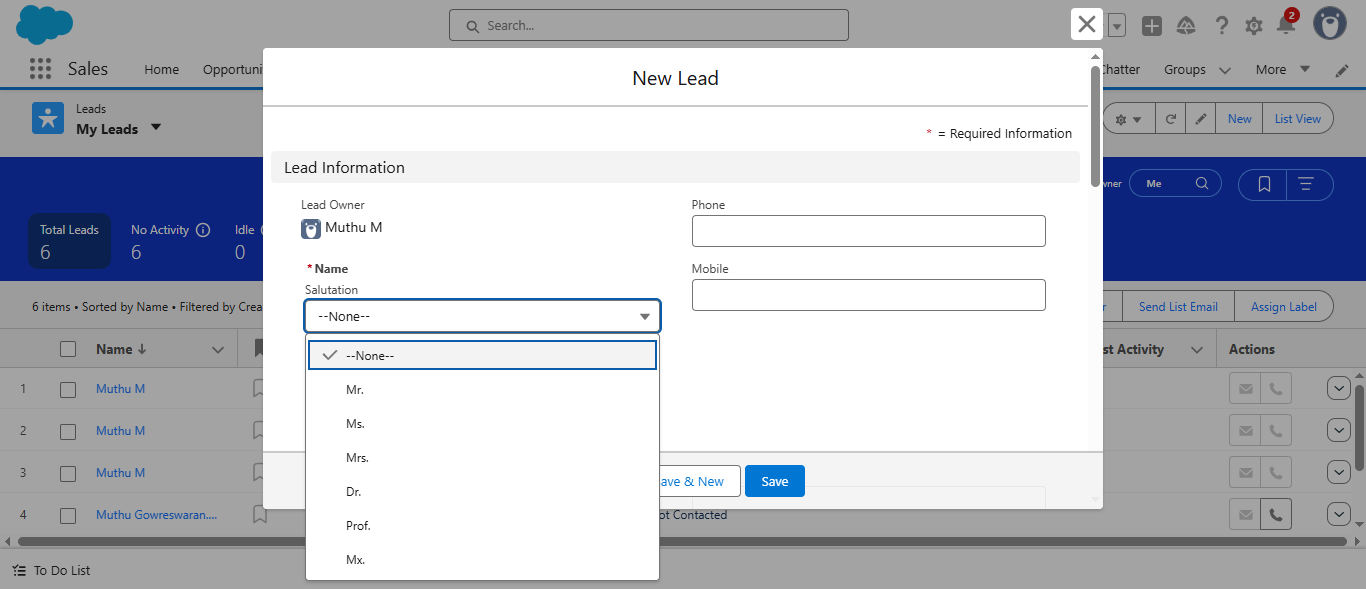 Search...
2
Sales
Home
Opportuni
Chatter
Groups
More
New Lead
Leads
My Leads
New
List View
* = Required Information
Lead Information
wner
Me
Lead Owner
Muthu M
Phone
Total Leads
6
No Activity
6
Idle
0
*Name
Salutation
--None--
Mobile
6 items • Sorted by Name • Filtered by Crea
r
Send List Email
Assign Label
Name
st Activity
Actions
--None--
Mr.
Ms.
Mrs.
Dr.
Prof.
Mx.
1
Muthu M
2
Muthu M
3
Muthu M
4
Muthu Gowreswaran....
ot Contacted
ave & New
Save
To Do List